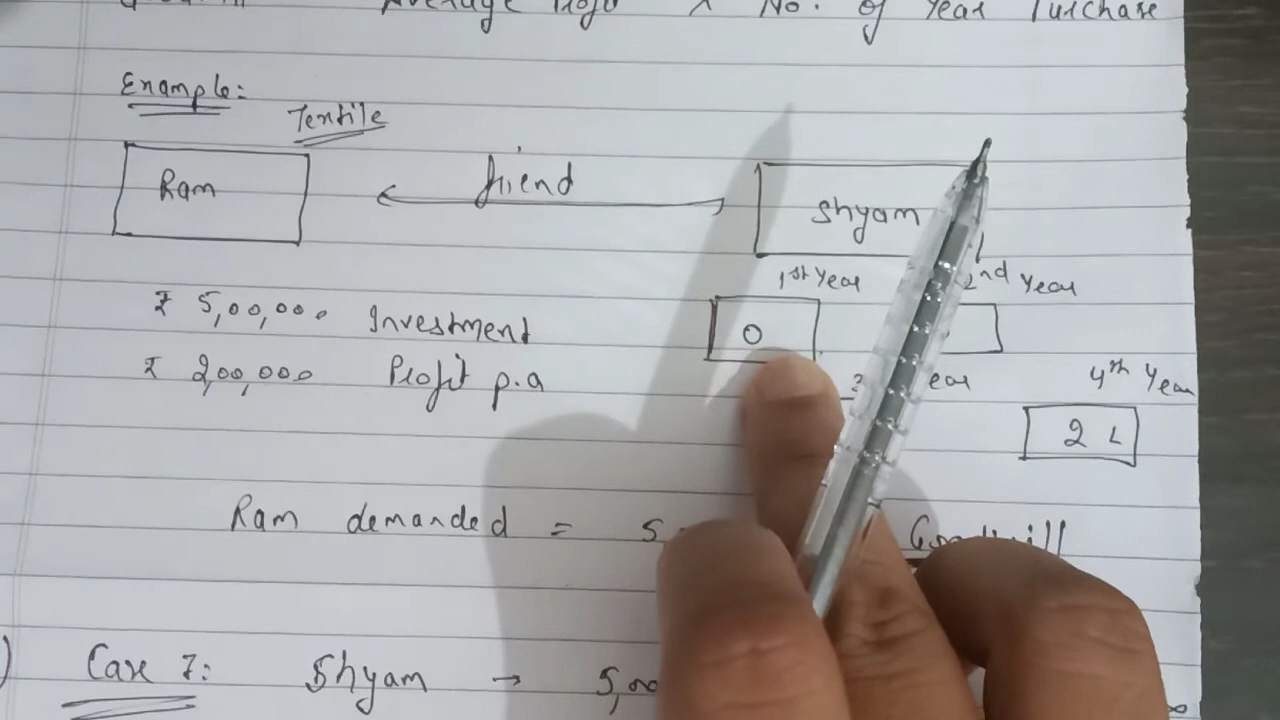 Average Profit × No. of Year Purchase
Example:
Textile
Ram
friend
Shyam
1st Year
2nd Year
₹ 5,00,000 Investment
0
₹ 2,00,000 Profit p.a
4th Year
2 L
Ram demanded = Goodwill
Case 1: Shyam →